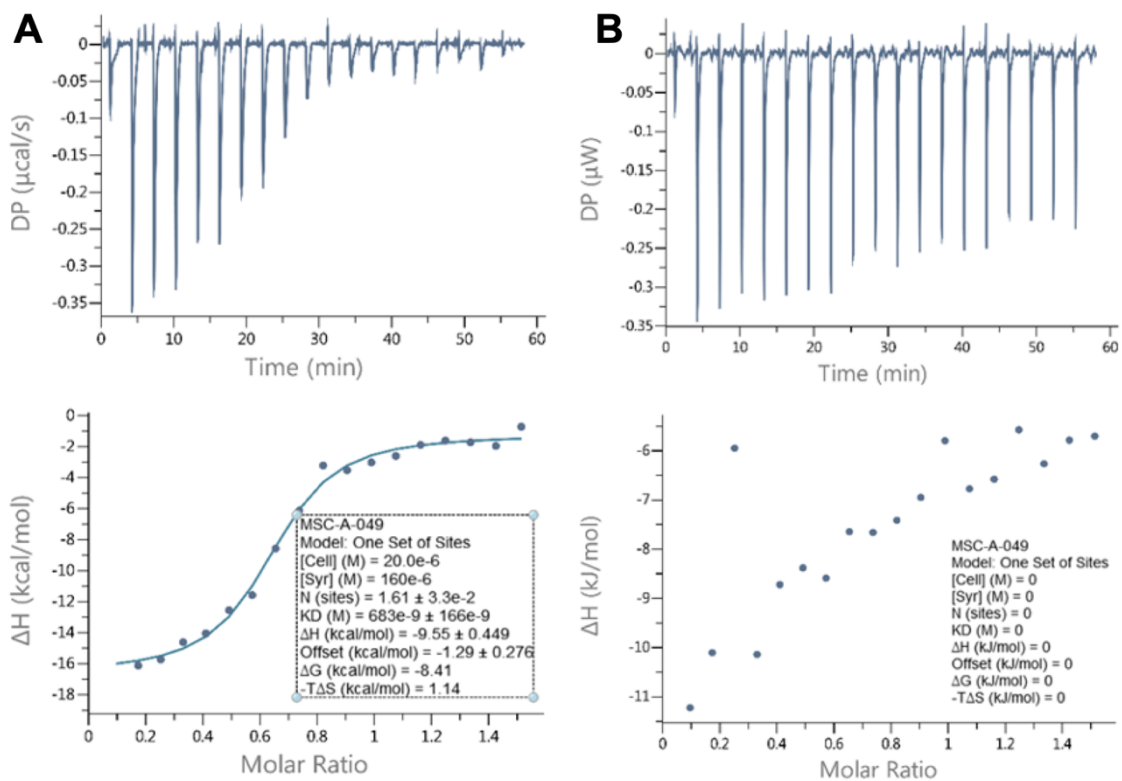 A
0
-0.05
-0.1
-0.15
-0.2
-0.25
-0.3
-0.35
DP (μcal/s)
0 10 20 30 40 50 60
Time (min)
B
0
-0.05
-0.1
-0.15
-0.2
-0.25
-0.3
-0.35
DP (μW)
0 10 20 30 40 50 60
Time (min)
0
-2
-4
-6
-8
-10
-12
-14
-16
-18
ΔH (kcal/mol)
MSC-A-049
Model: One Set of Sites
[Cell] (M) = 20.0e-6
[Syr] (M) = 160e-6
N (sites) = 1.61 ± 3.3e-2
KD (M) = 683e-9 ± 166e-9
ΔH (kcal/mol) = -9.55 ± 0.449
Offset (kcal/mol) = -1.29 ± 0.276
ΔG (kcal/mol) = -8.41
-TΔS (kcal/mol) = 1.14
0 0.2 0.4 0.6 0.8 1 1.2 1.4
Molar Ratio
-6
-7
-8
-9
-10
-11
ΔH (kJ/mol)
MSC-A-049
Model: One Set of Sites
[Cell] (M) = 0
[Syr] (M) = 0
N (sites) = 0
KD (M) = 0
ΔH (kJ/mol) = 0
Offset (kJ/mol) = 0
ΔG (kJ/mol) = 0
-TΔS (kJ/mol) = 0
0 0.2 0.4 0.6 0.8 1 1.2 1.4
Molar Ratio